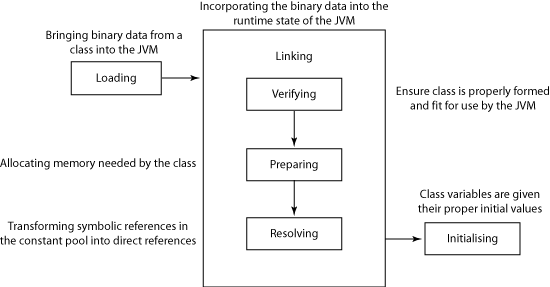 Incorporating the binary data into the
runtime state of the JVM
Bringing binary data from a
class into the JVM
Loading
Linking
Verifying
Ensure class is properly formed
and fit for use by the JVM
Allocating memory needed by the class
Preparing
Transforming symbolic references in
the constant pool into direct references
Resolving
Class variables are given
their proper initial values
Initialising